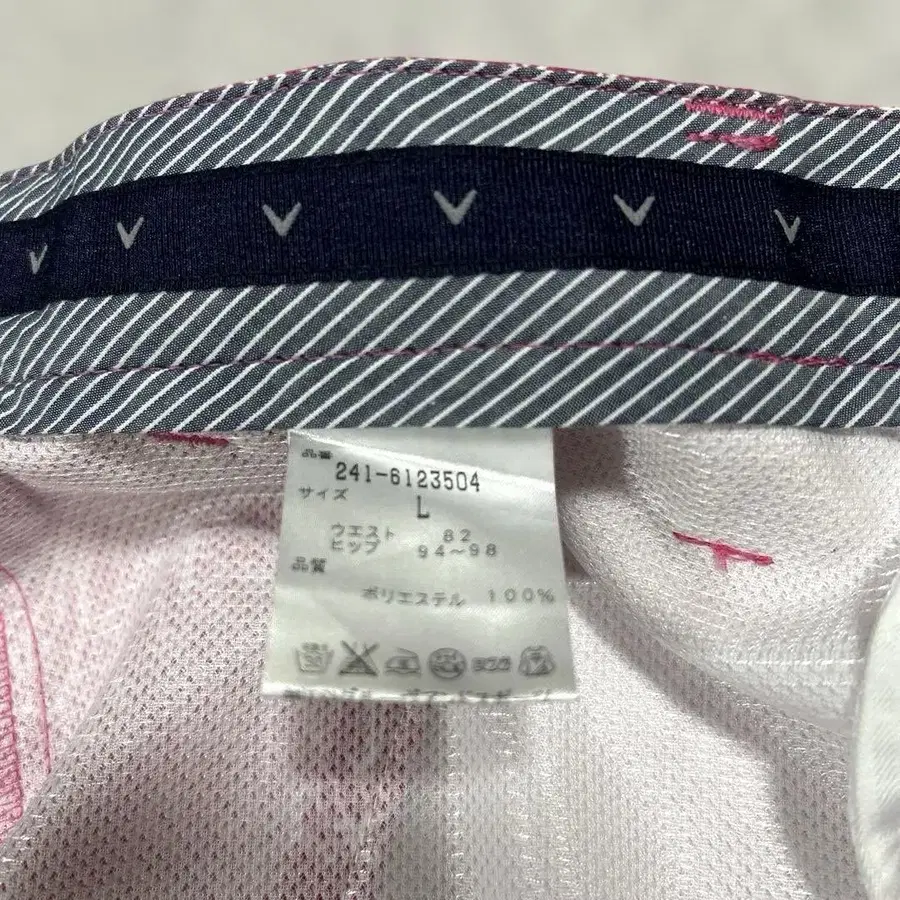 品番
241-6123504
サイズ
L
ウエスト 82
ヒップ 94～98
品質
ポリエステル 100%